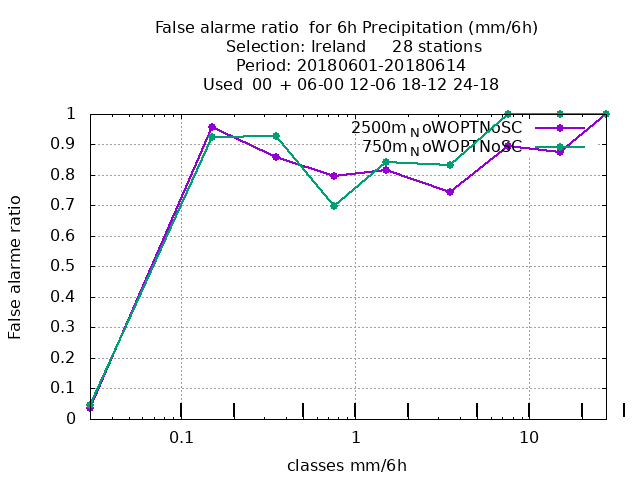 False alarme ratio  for 6h Precipitation (mm/6h)
Selection: Ireland     28 stations
Period: 20180601-20180614
Used  00  + 06-00 12-06 18-12 24-18
2500m_NoWOPTNoSC
750m_NoWOPTNoSC
1
0.9
0.8
0.7
0.6
0.5
0.4
0.3
0.2
0.1
0
False alarme ratio
0.1 1 10
classes mm/6h